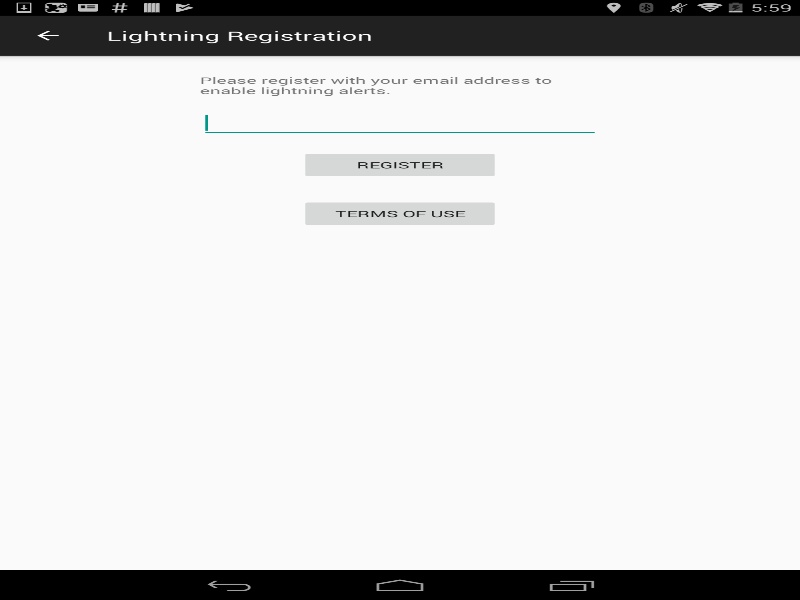 5:59
Lightning Registration
Please register with your email address to
enable lightning alerts.
REGISTER
TERMS OF USE